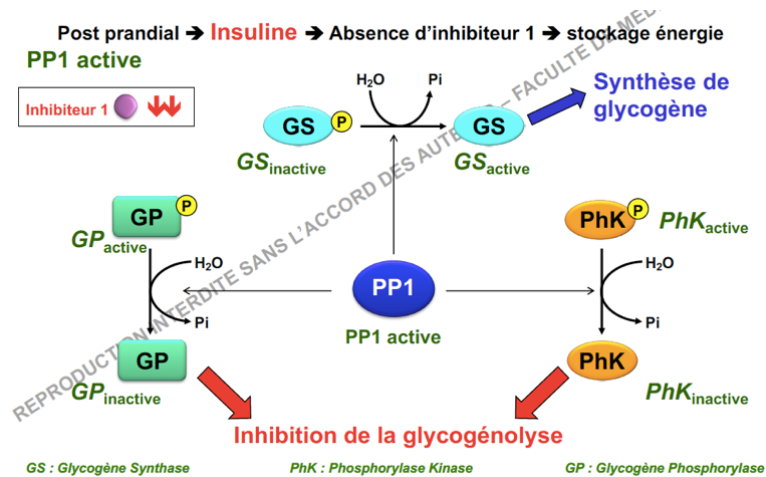 Post prandial ➔ Insuline ➔ Absence d’inhibiteur 1 ➔ stockage énergie
PP1 active
Inhibiteur 1
H₂O
Pi
Synthèse de
glycogène
GS
P
GS
GSinactive
GSactive
GP
P
GPactive
PhK
P
PhKactive
H₂O
H₂O
PP1
Pi
Pi
PP1 active
GP
PhK
GPinactive
PhKinactive
Inhibition de la glycogénolyse
GS : Glycogène Synthase
PhK : Phosphorylase Kinase
GP : Glycogène Phosphorylase
REPRODUCTION INTERDITE SANS L’ACCORD DES AUTEURS – FACULTE DE